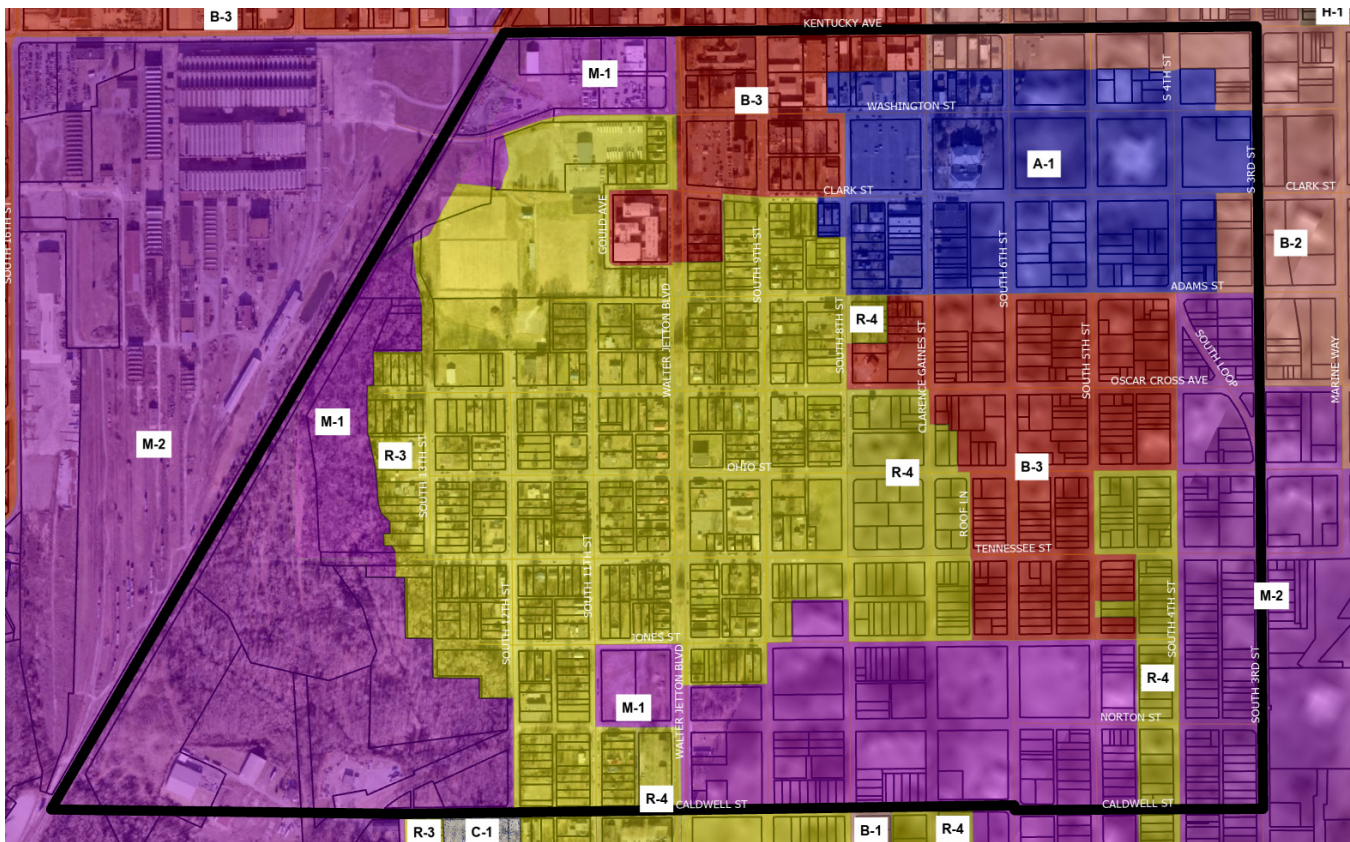 B-3
KENTUCKY AVE
H-1
M-1
B-3
S 4TH ST
WASHINGTON ST
A-1
S 3RD ST
CLARK ST
CLARK ST
GOULD AVE
SOUTH 16TH ST
SOUTH 9TH ST
SOUTH 6TH ST
B-2
ADAMS ST
WALTER JETTON BLVD
SOUTH 8TH ST
R-4
CLARENCE GAINES ST
SOUTH 5TH ST
SOUTH LOOP
MARINE WAY
OSCAR CROSS AVE
M-1
M-2
R-3
SOUTH 13TH ST
OHIO ST
R-4
B-3
ROOF LN
TENNESSEE ST
SOUTH 11TH ST
SOUTH 12TH ST
M-2
JONES ST
SOUTH 4TH ST
R-4
WALTER JETTON BLVD
SOUTH 3RD ST
M-1
NORTON ST
R-4
CALDWELL ST
CALDWELL ST
R-3
C-1
B-1
R-4